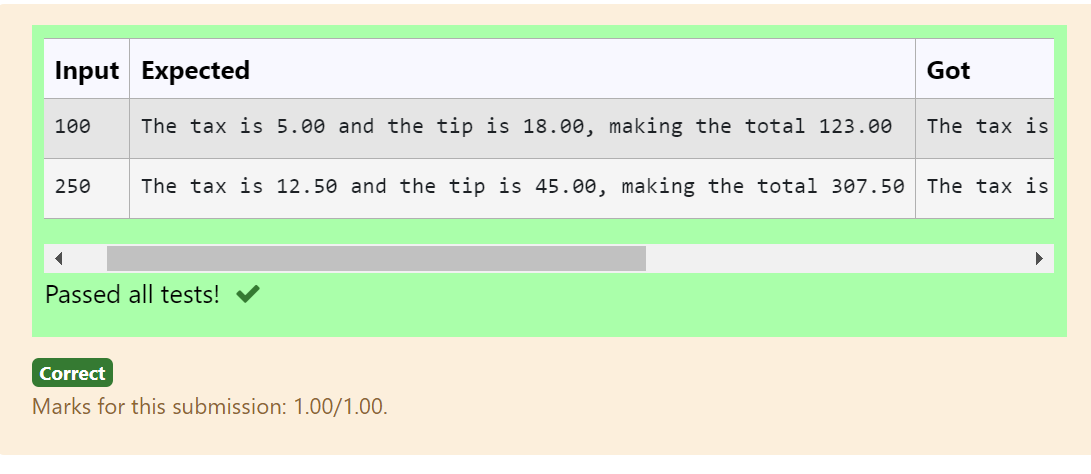 Input Expected Got
100 The tax is 5.00 and the tip is 18.00, making the total 123.00 The tax is
250 The tax is 12.50 and the tip is 45.00, making the total 307.50 The tax is
Passed all tests!
Correct
Marks for this submission: 1.00/1.00.